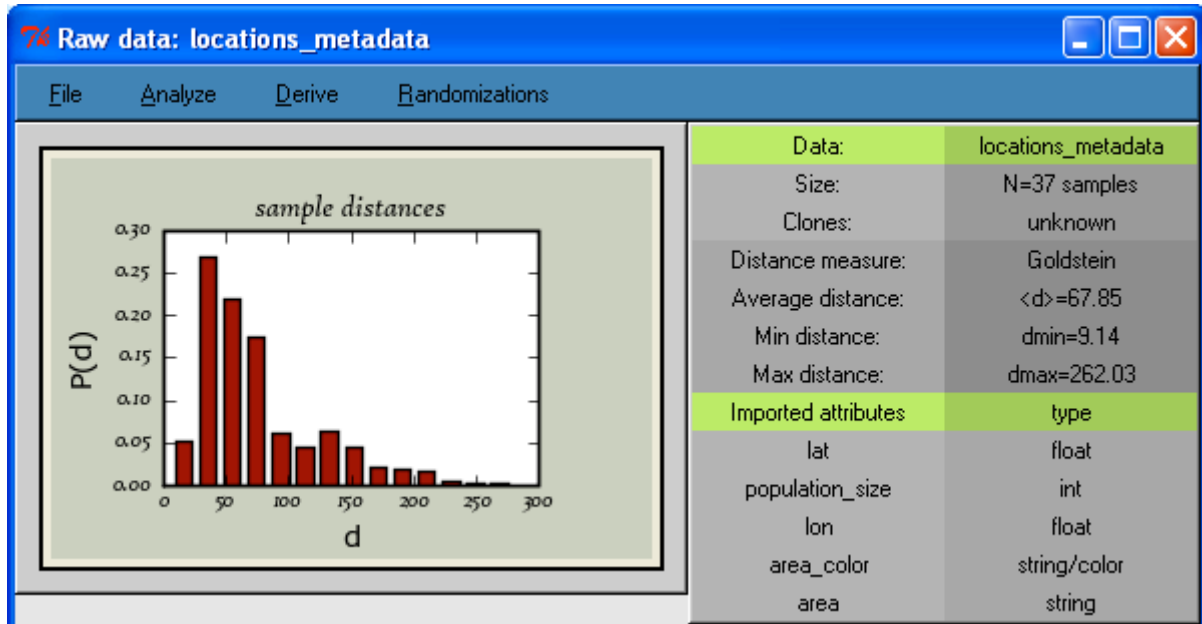 Raw data: locations_metadata
File Analyze Derive Randomizations
sample distances
0.30
0.25
0.20
0.15
0.10
0.05
0.00
P(d)
0 50 100 150 200 250 300
d
Data: locations_metadata
Size: N=37 samples
Clones: unknown
Distance measure: Goldstein
Average distance: <d>=67.85
Min distance: dmin=9.14
Max distance: dmax=262.03
Imported attributes type
lat float
population_size int
lon float
area_color string/color
area string